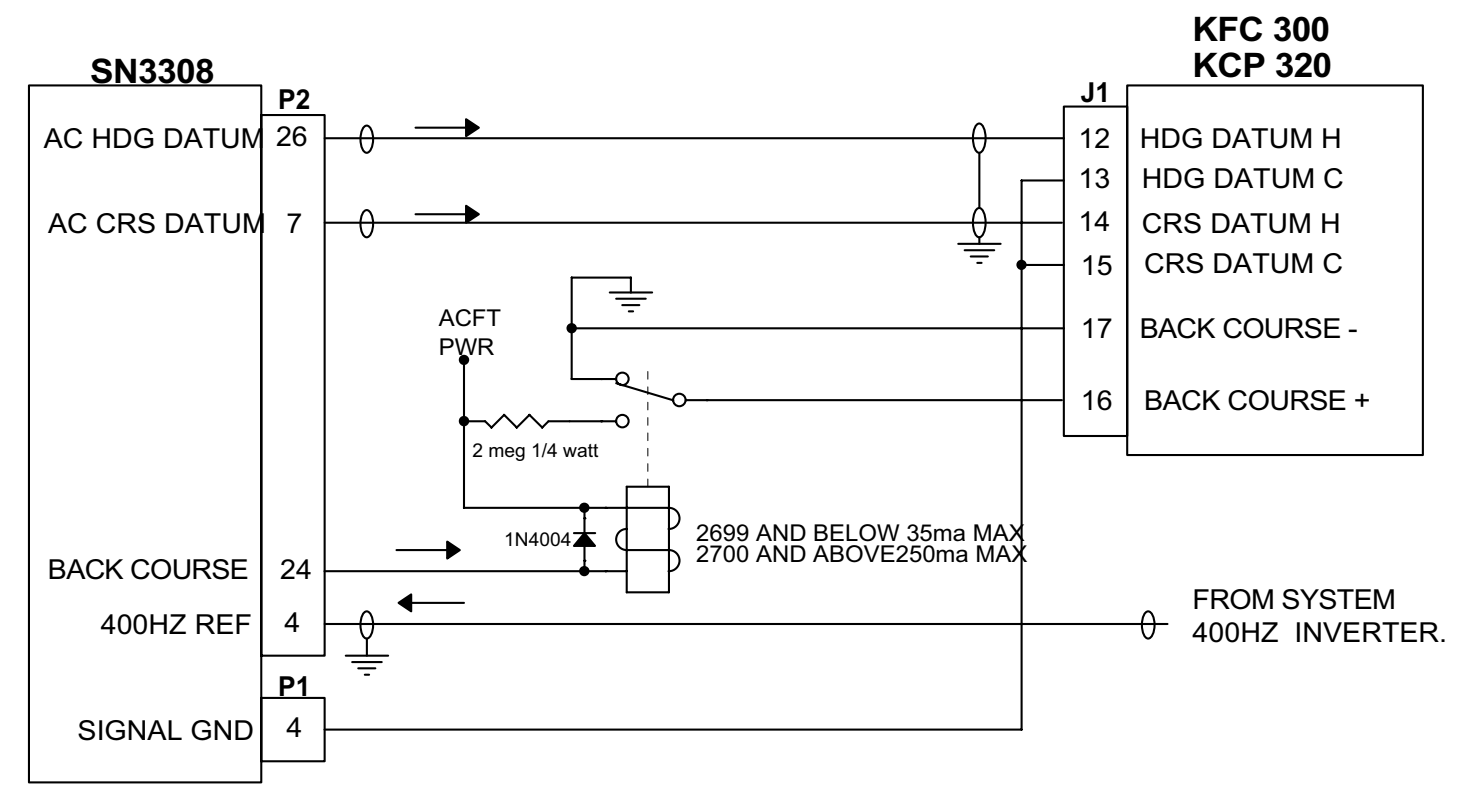 KFC 300
KCP 320
SN3308
P2
J1
AC HDG DATUM 26
12 HDG DATUM H
13 HDG DATUM C
AC CRS DATUM 7
14 CRS DATUM H
15 CRS DATUM C
ACFT
PWR
17 BACK COURSE -
16 BACK COURSE +
2 meg 1/4 watt
1N4004
2699 AND BELOW 35ma MAX
2700 AND ABOVE250ma MAX
BACK COURSE 24
400HZ REF 4
FROM SYSTEM
400HZ INVERTER.
P1
SIGNAL GND 4